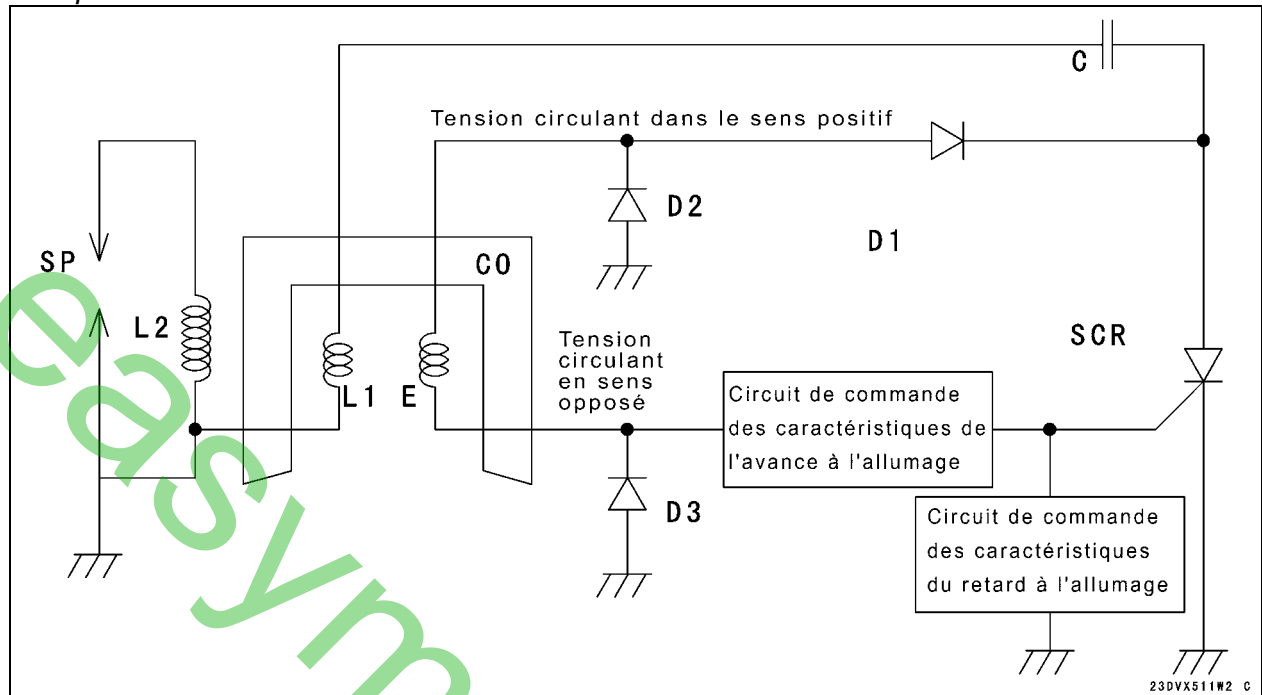 C
Tension circulant dans le sens positif
D2
D1
SP
CO
L2
SCR
Tension
circulant
en sens
opposé
L1
E
Circuit de commande
des caractéristiques de
l'avance à l'allumage
D3
Circuit de commande
des caractéristiques
du retard à l'allumage
23DVX511W2 C
easym